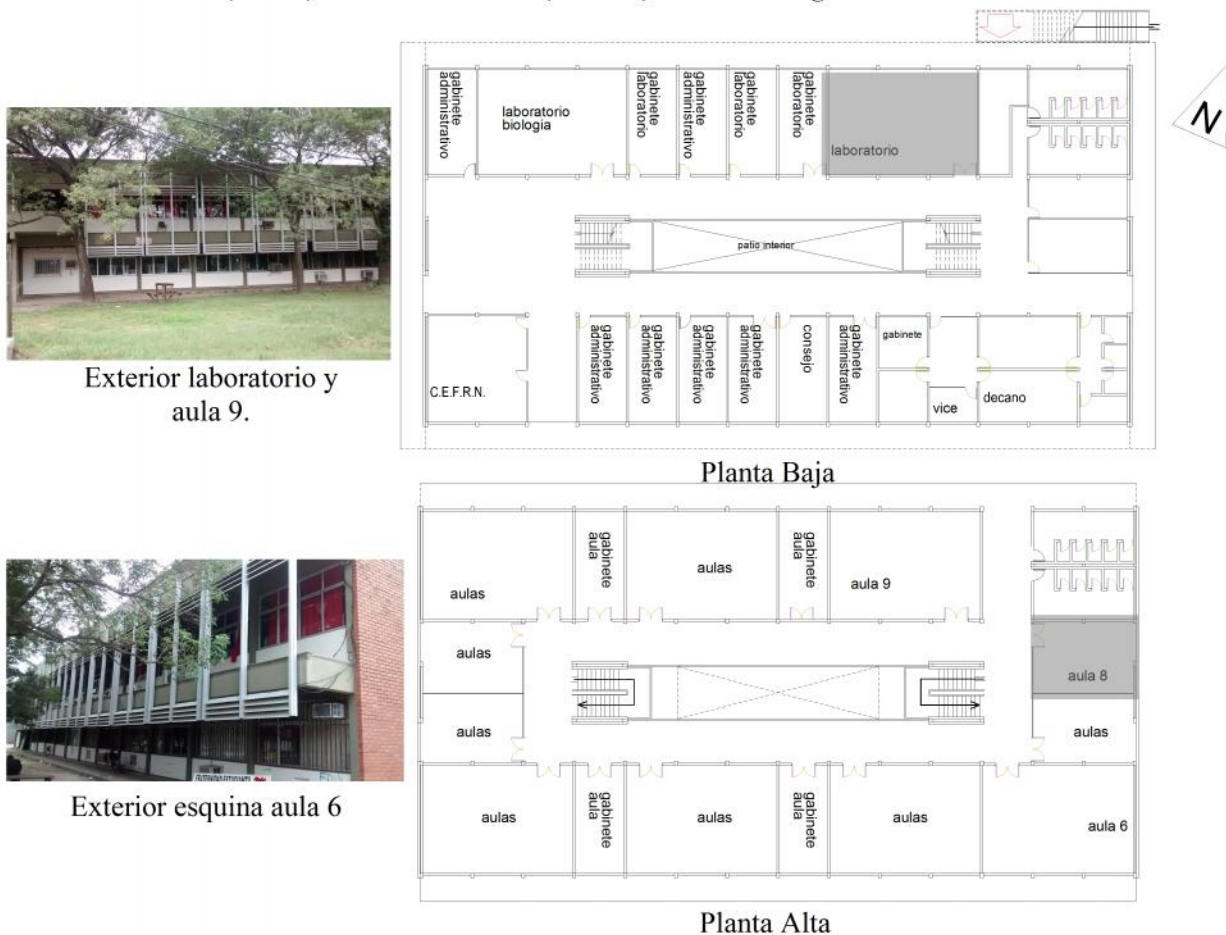 gabinete
administrativo
laboratorio
biologia
gabinete
laboratorio
gabinete
administrativo
gabinete
laboratorio
gabinete
laboratorio
laboratorio
N
patio interior
C.E.F.R.N.
gabinete
administrativo
gabinete
administrativo
gabinete
administrativo
gabinete
administrativo
consejo
gabinete
administrativo
gabinete
vice
decano
Exterior laboratorio y
aula 9.
Planta Baja
aulas
gabinete
aula
aulas
gabinete
aula
aula 9
aulas
aula 8
aulas
aulas
aulas
gabinete
aula
aulas
gabinete
aula
aulas
aula 6
Exterior esquina aula 6
Planta Alta